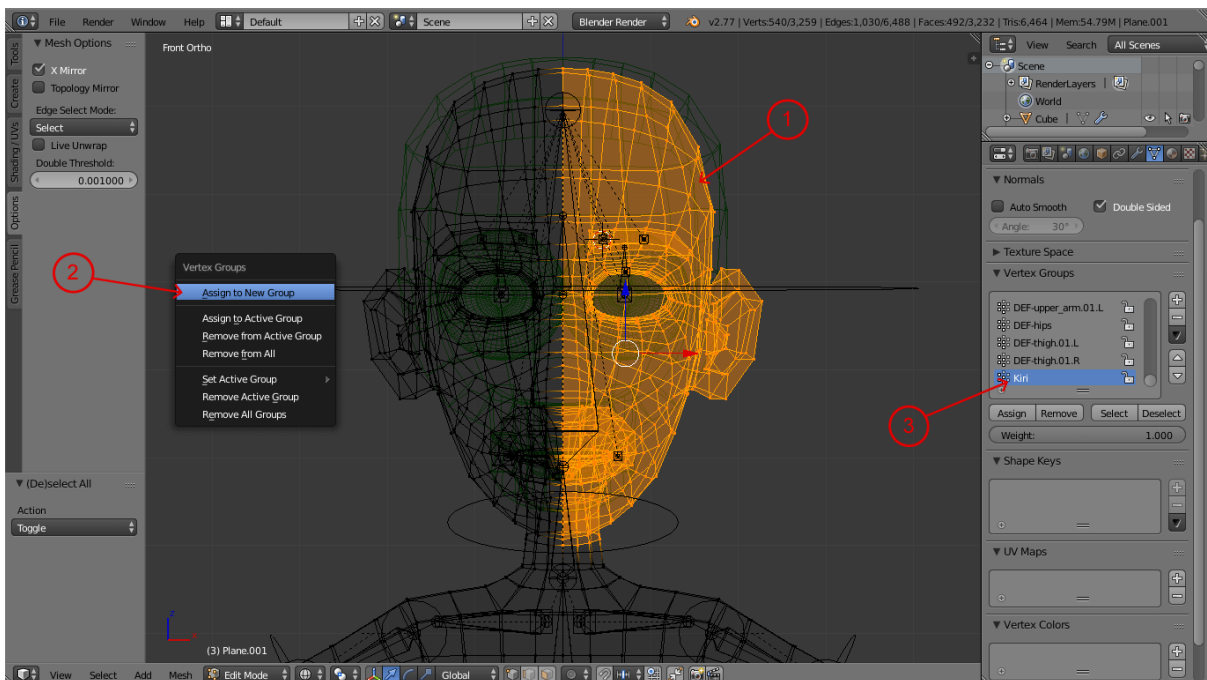 File Render Window Help Default Scene Blender Render v2.77 | Verts:540/3,259 | Edges:1,030/6,488 | Faces:492/3,232 | Tris:6,464 | Mem:54.79M | Plane.001
Tools
Create
Shading / UVs
Options
Grease Pencil
Mesh Options
X Mirror
Topology Mirror
Edge Select Mode:
Select
Live Unwrap
Double Threshold:
0.001000
(De)select All
Action
Toggle
Front Ortho
1
2
Vertex Groups
Assign to New Group
Assign to Active Group
Remove from Active Group
Remove from All
Set Active Group
Remove Active Group
Remove All Groups
3
z
(3) Plane.001
View Select Add Mesh Edit Mode Global
View Search All Scenes
Scene
RenderLayers |
World
Cube |
Normals
Auto Smooth Double Sided
Angle: 30°
Texture Space
Vertex Groups
DEF-upper_arm.01.L
DEF-hips
DEF-thigh.01.L
DEF-thigh.01.R
Kiri
Assign Remove Select Deselect
Weight: 1.000
Shape Keys
UV Maps
Vertex Colors